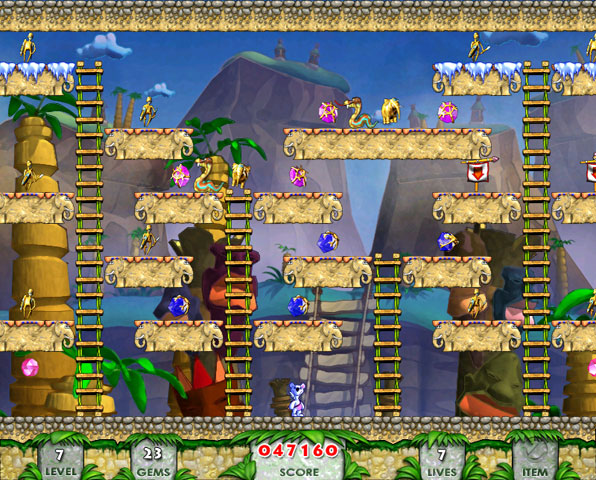 7
LEVEL
23
GEMS
047160
SCORE
7
LIVES
ITEM